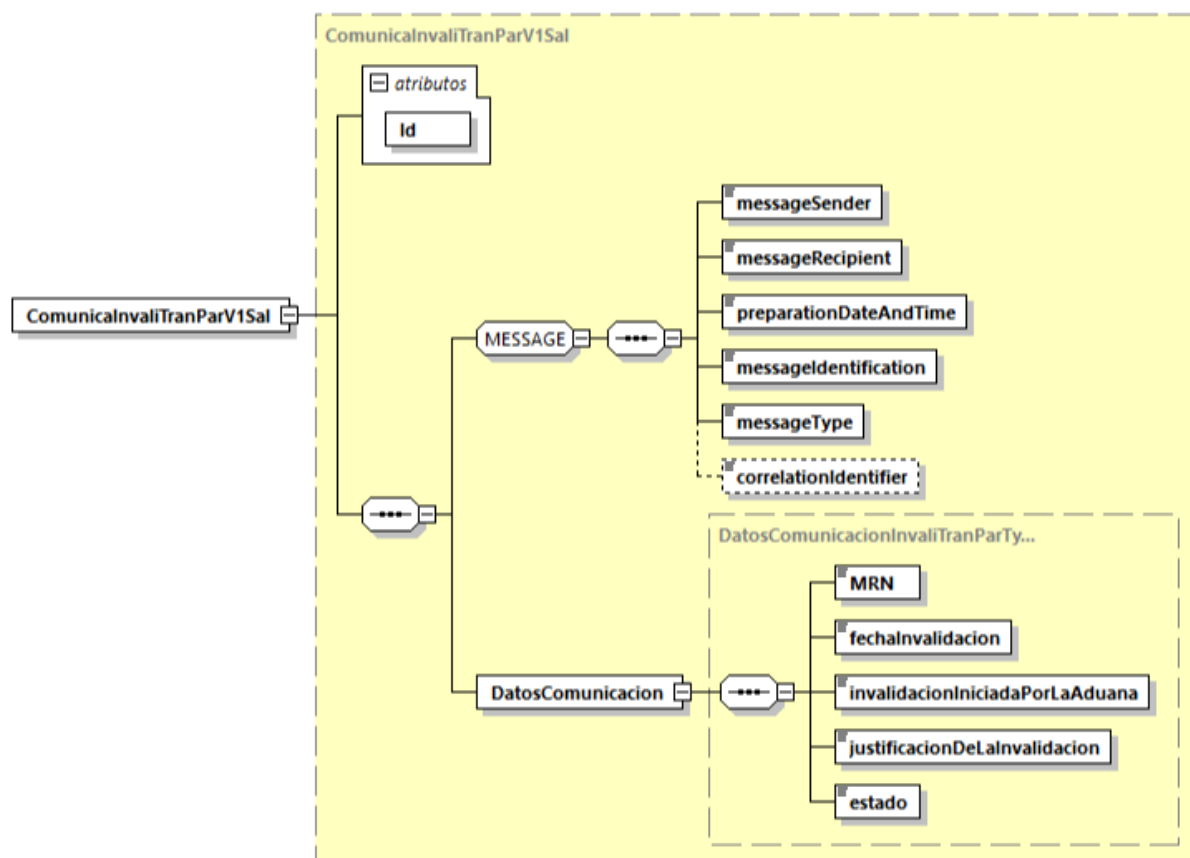 ComunicaInvaliTranParV1Sal
atributos
Id
messageSender
messageRecipient
ComunicaInvaliTranParV1Sal
preparationDateAndTime
MESSAGE
messageIdentification
messageType
correlationIdentifier
DatosComunicacionInvaliTranParTy...
MRN
fechaInvalidacion
DatosComunicacion
invalidacionIniciadaPorLaAduana
justificacionDeLaInvalidacion
estado